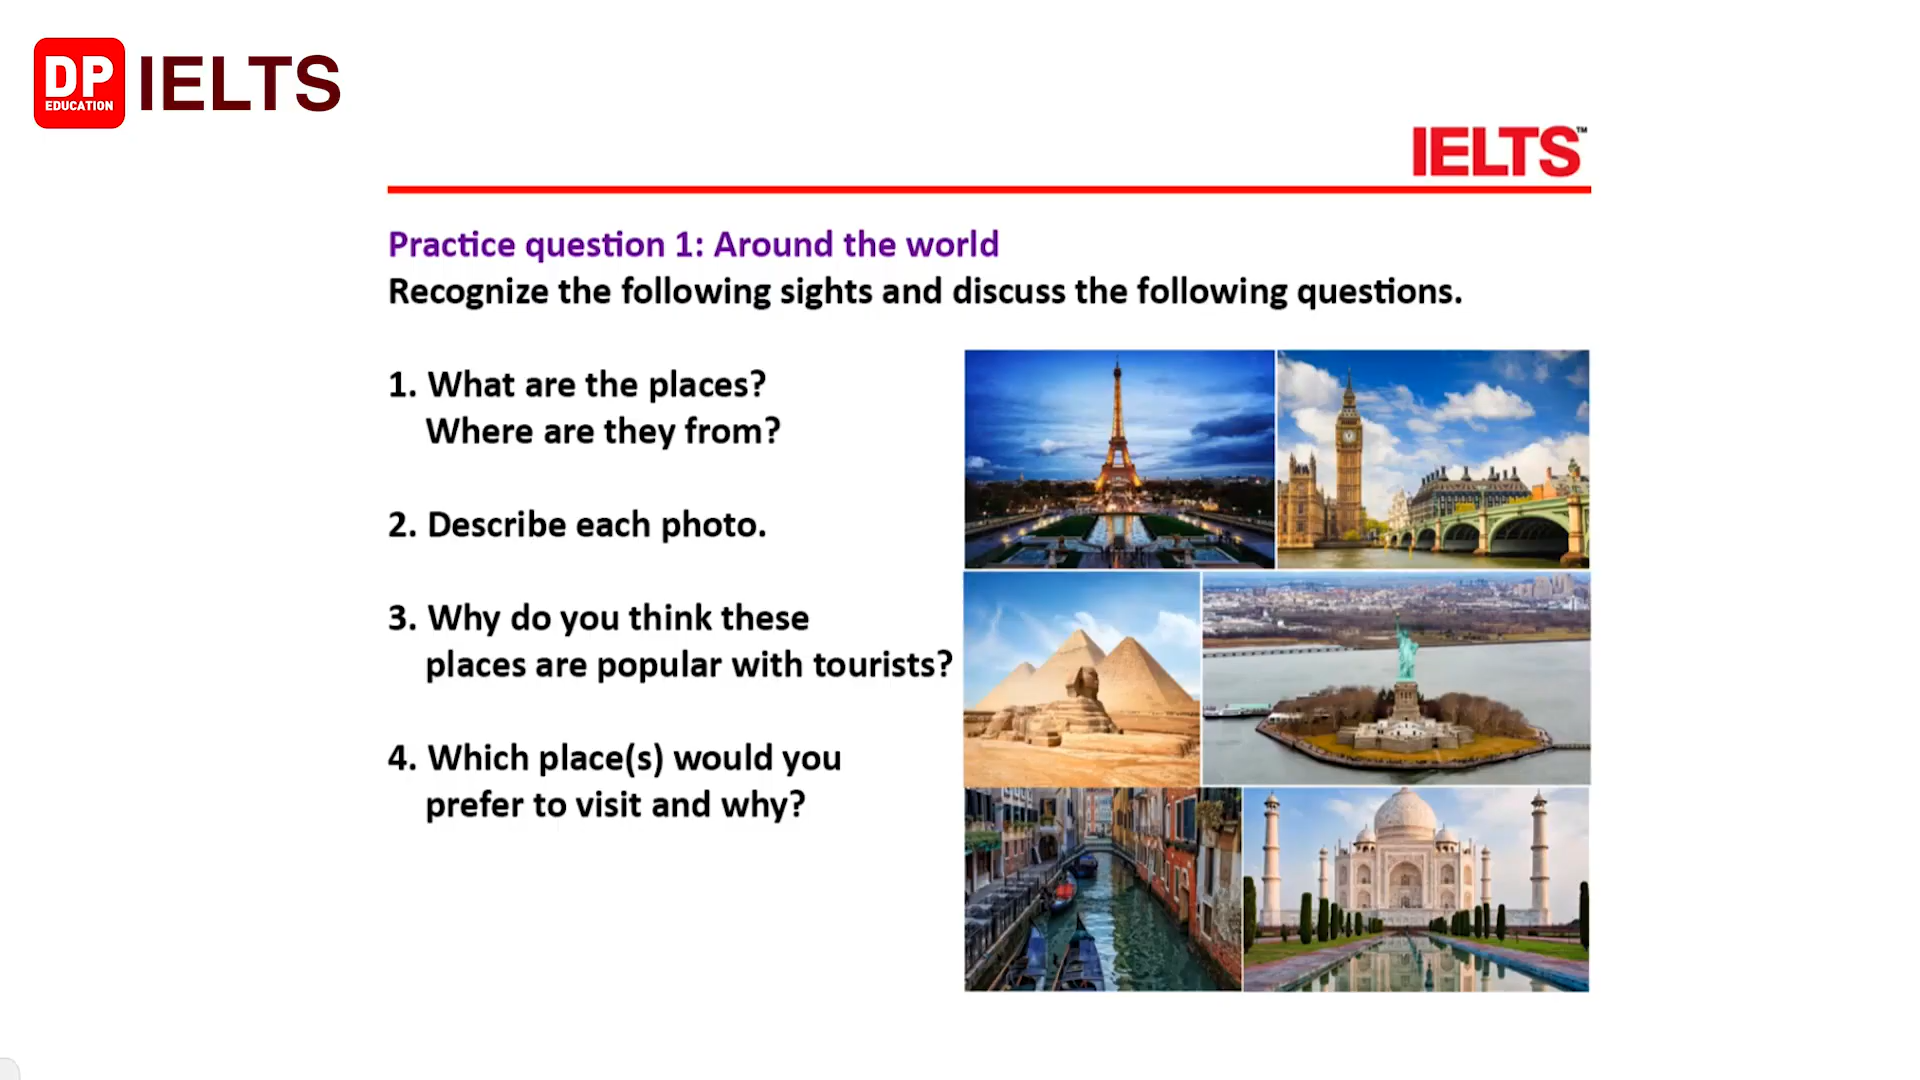 DP
EDUCATION
IELTS
IELTS™
Practice question 1: Around the world
Recognize the following sights and discuss the following questions.
1. What are the places?
Where are they from?
2. Describe each photo.
3. Why do you think these
places are popular with tourists?
4. Which place(s) would you
prefer to visit and why?